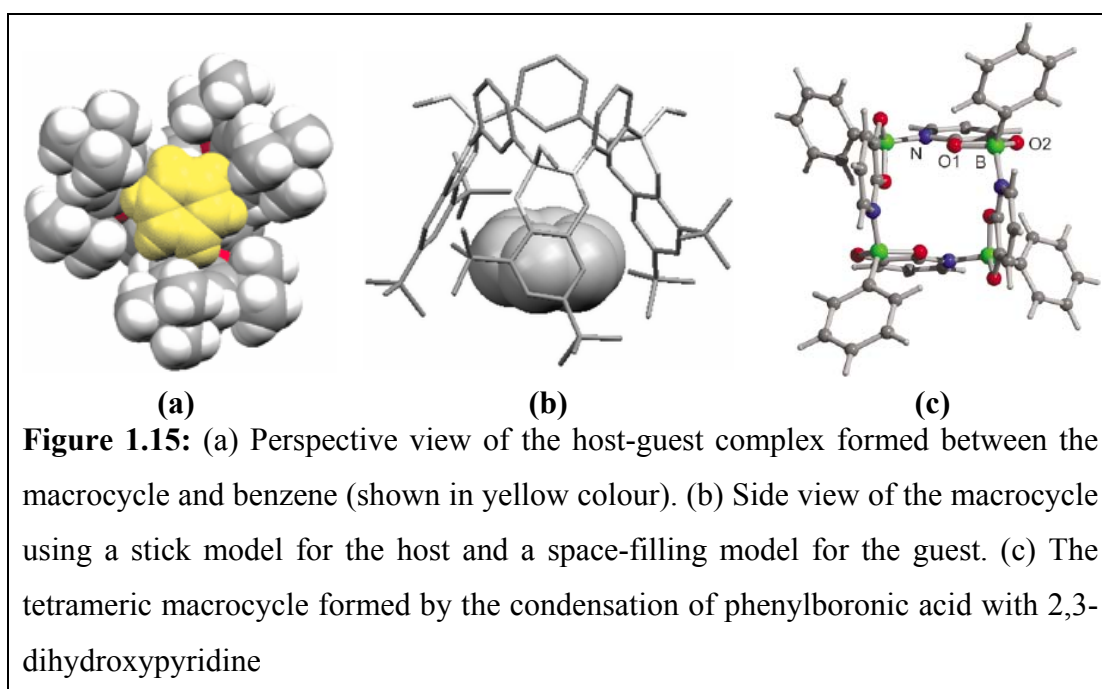 N
O1
B
O2
(a)
(b)
(c)
Figure 1.15: (a) Perspective view of the host-guest complex formed between the
macrocycle and benzene (shown in yellow colour). (b) Side view of the macrocycle
using a stick model for the host and a space-filling model for the guest. (c) The
tetrameric macrocycle formed by the condensation of phenylboronic acid with 2,3-
dihydroxypyridine